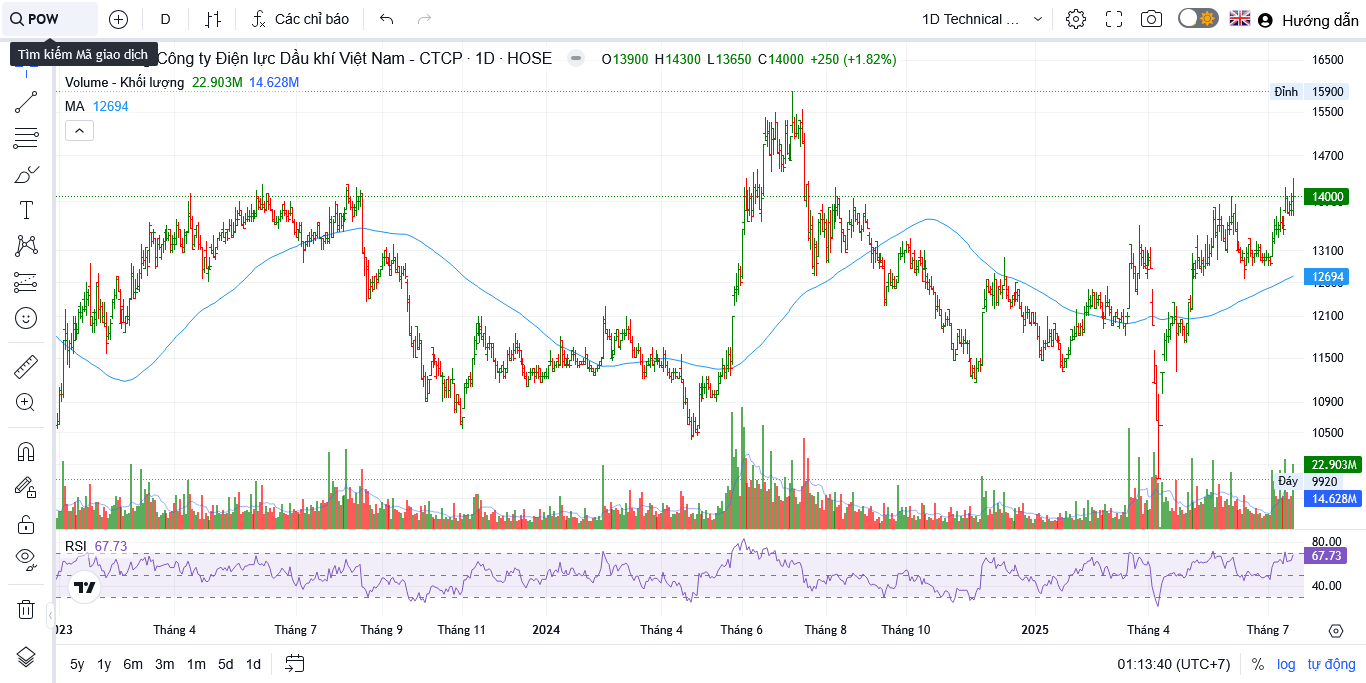 POW
D
Các chỉ báo
1D Technical ...
Hướng dẫn
Tìm kiếm Mã giao dịch
Công ty Điện lực Dầu khí Việt Nam - CTCP · 1D · HOSE
O13900 H14300 L13650 C14000 +250 (+1.82%)
Volume - Khối lượng 22.903M 14.628M
MA 12694
16500
Đỉnh 15900
15500
14700
14000
13100
12694
12100
11500
10900
10500
22.903M
Đáy 9920
14.628M
RSI 67.73
80.00
67.73
40.00
023 Tháng 4 Tháng 7 Tháng 9 Tháng 11 2024 Tháng 4 Tháng 6 Tháng 8 Tháng 10 2025 Tháng 4 Tháng 7
5y 1y 6m 3m 1m 5d 1d
01:13:40 (UTC+7) % log tự động